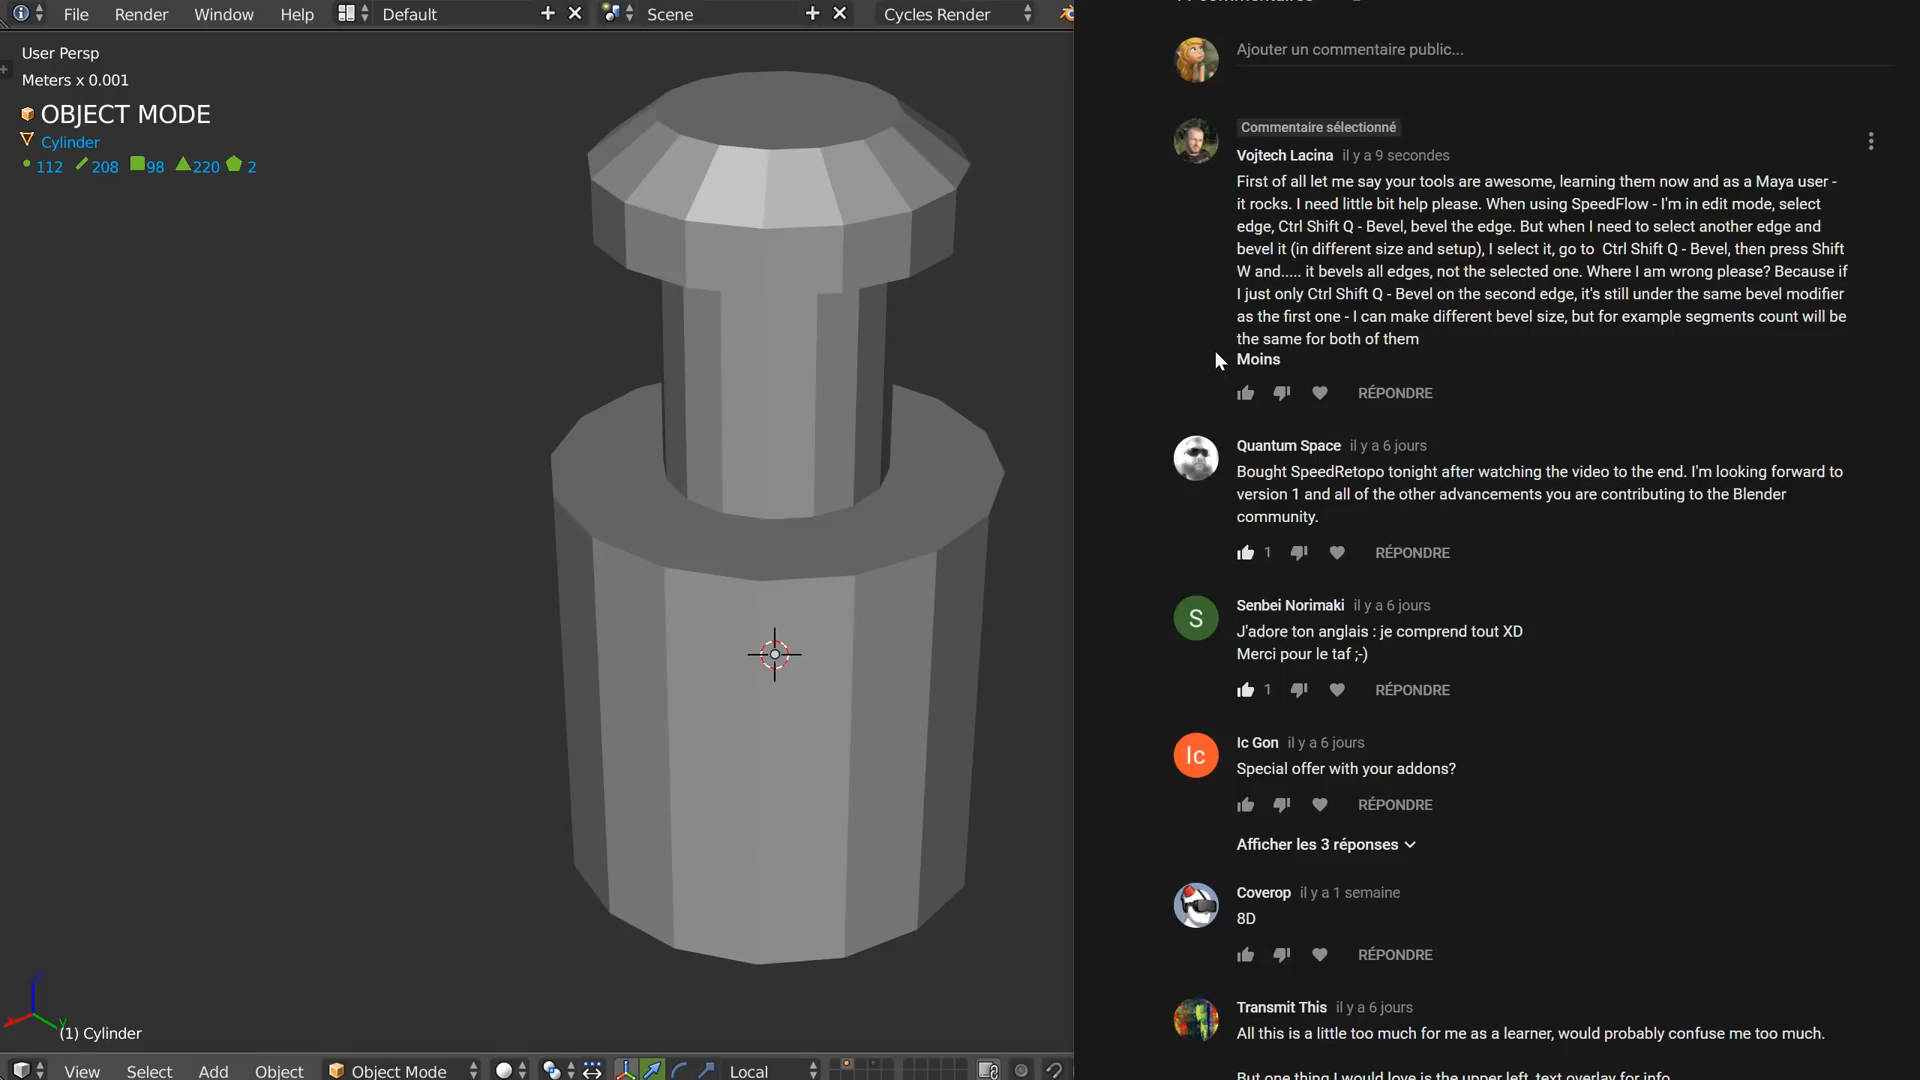 File Render Window Help Default Scene Cycles Render
User Persp
Meters x 0.001
OBJECT MODE
Cylinder
112 208 98 220 2
(1) Cylinder
View Select Add Object Object Mode Local
Ajouter un commentaire public...
Commentaire sélectionné
Vojtech Lacina il y a 9 secondes
First of all let me say your tools are awesome, learning them now and as a Maya user -
it rocks. I need little bit help please. When using SpeedFlow - I'm in edit mode, select
edge, Ctrl Shift Q - Bevel, bevel the edge. But when I need to select another edge and
bevel it (in different size and setup), I select it, go to Ctrl Shift Q - Bevel, then press Shift
W and..... it bevels all edges, not the selected one. Where I am wrong please? Because if
I just only Ctrl Shift Q - Bevel on the second edge, it's still under the same bevel modifier
as the first one - I can make different bevel size, but for example segments count will be
the same for both of them
Moins
RÉPONDRE
Quantum Space il y a 6 jours
Bought SpeedRetopo tonight after watching the video to the end. I'm looking forward to
version 1 and all of the other advancements you are contributing to the Blender
community.
1 RÉPONDRE
Senbei Norimaki il y a 6 jours
J'adore ton anglais : je comprend tout XD
Merci pour le taf ;-)
1 RÉPONDRE
Ic
Ic Gon il y a 6 jours
Special offer with your addons?
RÉPONDRE
Afficher les 3 réponses
Coverop il y a 1 semaine
8D
RÉPONDRE
Transmit This il y a 6 jours
All this is a little too much for me as a learner, would probably confuse me too much.
But one thing I would love is the upper left, text overlay for info